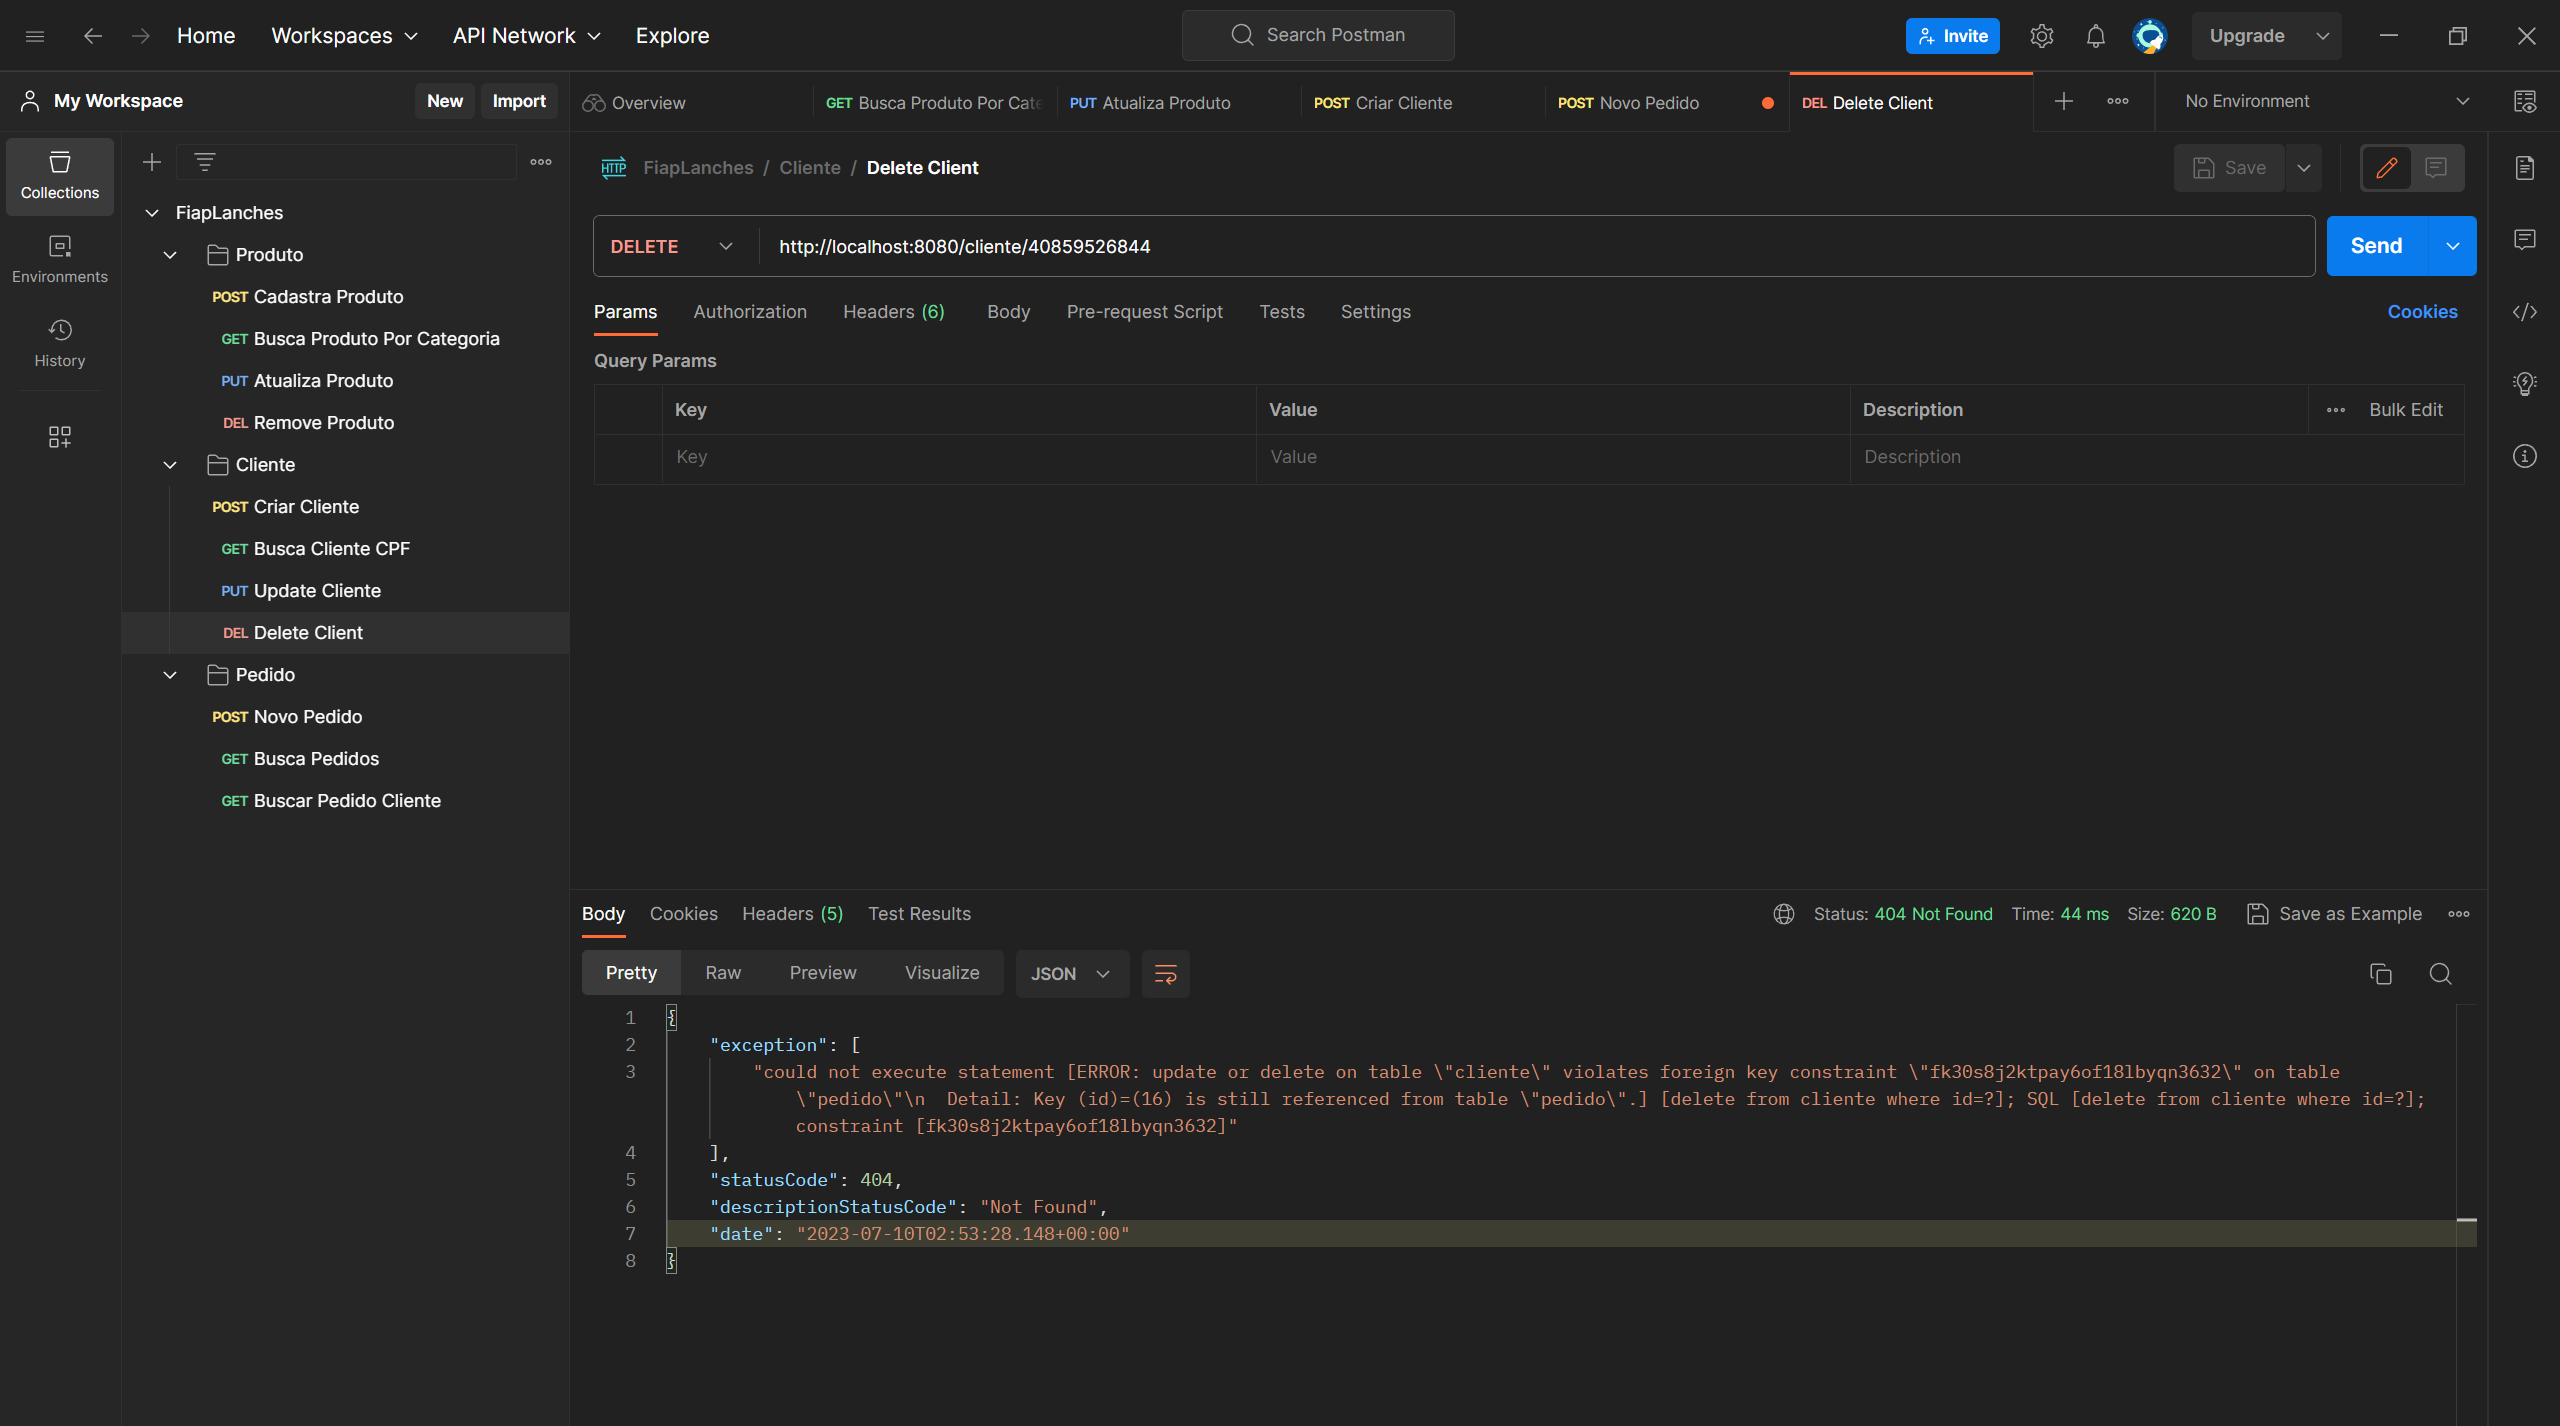 Home Workspaces API Network Explore Search Postman Invite Upgrade
My Workspace New Import Overview GET Busca Produto Por Cate PUT Atualiza Produto POST Criar Cliente POST Novo Pedido DEL Delete Client No Environment
Collections
Environments
History
FiapLanches
Produto
POST Cadastra Produto
GET Busca Produto Por Categoria
PUT Atualiza Produto
DEL Remove Produto
Cliente
POST Criar Cliente
GET Busca Cliente CPF
PUT Update Cliente
DEL Delete Client
Pedido
POST Novo Pedido
GET Busca Pedidos
GET Buscar Pedido Cliente
HTTP FiapLanches / Cliente / Delete Client Save
DELETE http://localhost:8080/cliente/40859526844 Send
Params Authorization Headers (6) Body Pre-request Script Tests Settings Cookies
Query Params
Key Value Description Bulk Edit
Key Value Description
Body Cookies Headers (5) Test Results Status: 404 Not Found Time: 44 ms Size: 620 B Save as Example
Pretty Raw Preview Visualize JSON
1 {
2 "exception": [
3 "could not execute statement [ERROR: update or delete on table \"cliente\" violates foreign key constraint \"fk30s8j2ktpay6of18lbyqn3632\" on table
\"pedido\"\n  Detail: Key (id)=(16) is still referenced from table \"pedido\".] [delete from cliente where id=?]; SQL [delete from cliente where id=?];
constraint [fk30s8j2ktpay6of18lbyqn3632]"
4 ],
5 "statusCode": 404,
6 "descriptionStatusCode": "Not Found",
7 "date": "2023-07-10T02:53:28.148+00:00"
8 }